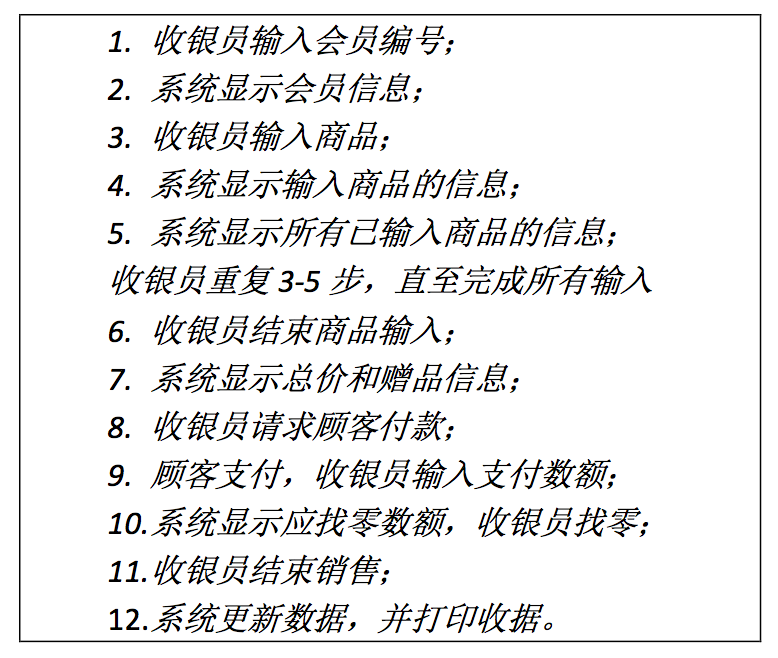 1. 收银员输入会员编号；
2. 系统显示会员信息；
3. 收银员输入商品；
4. 系统显示输入商品的信息；
5. 系统显示所有已输入商品的信息；
收银员重复 3-5 步，直至完成所有输入
6. 收银员结束商品输入；
7. 系统显示总价和赠品信息；
8. 收银员请求顾客付款；
9. 顾客支付，收银员输入支付数额；
10. 系统显示应找零数额，收银员找零；
11. 收银员结束销售；
12. 系统更新数据，并打印收据。